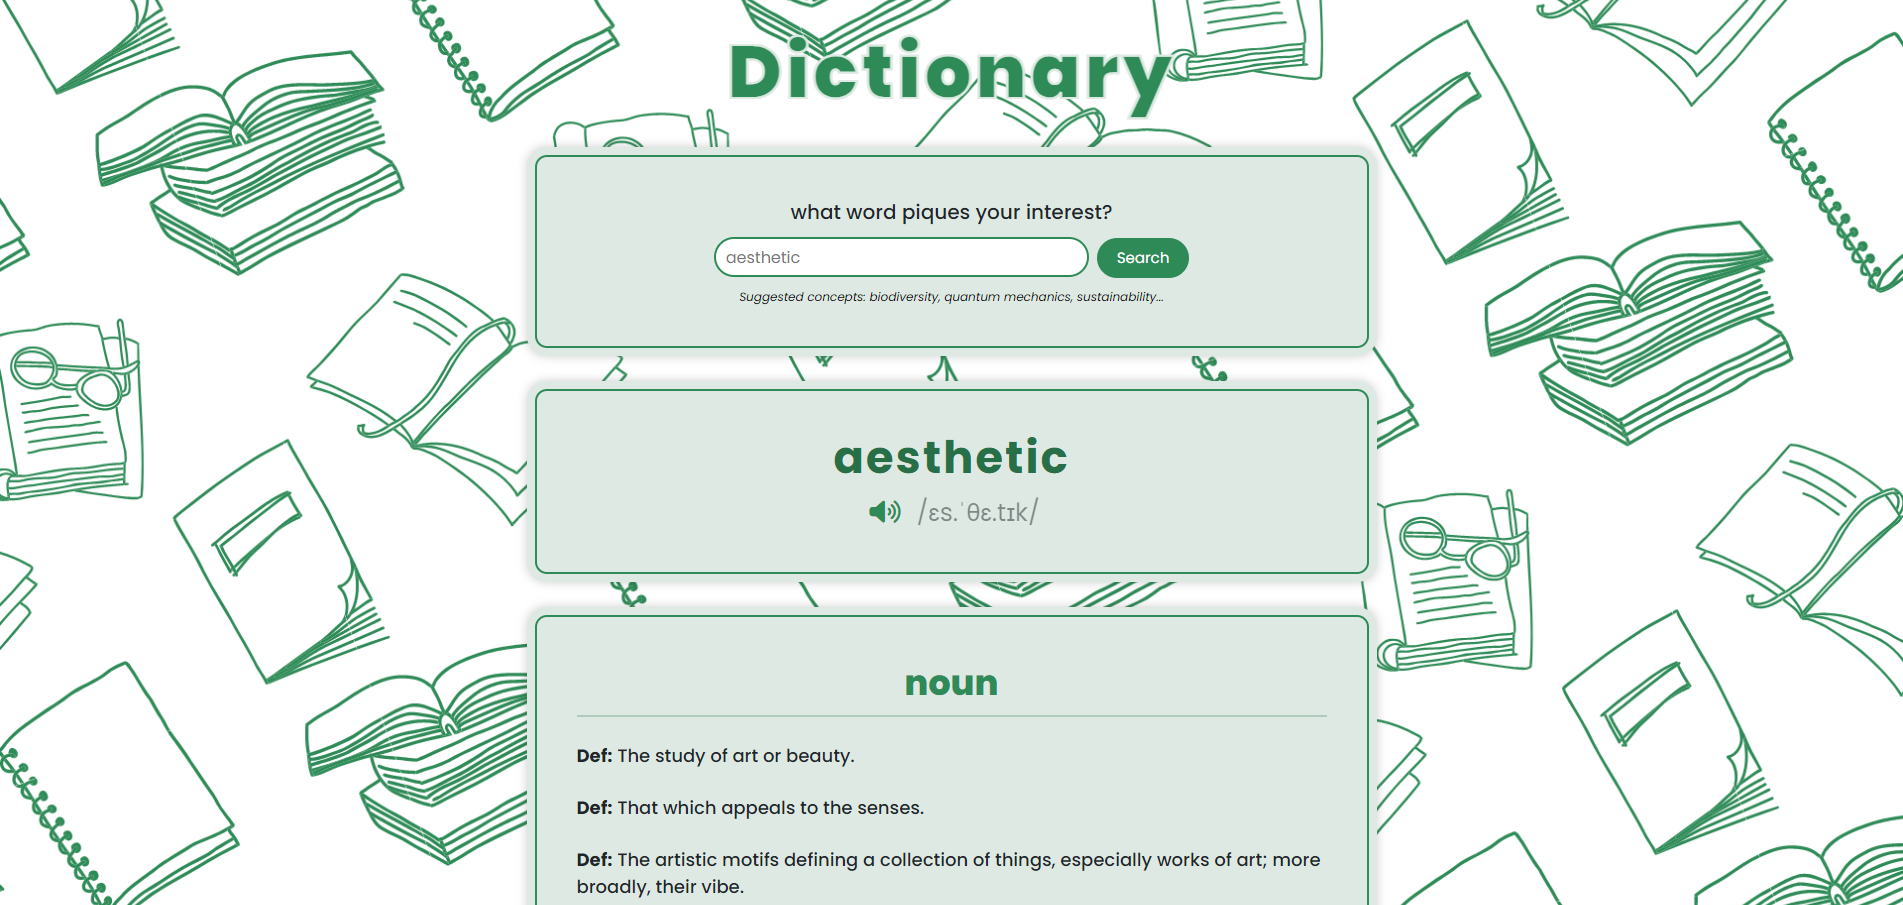 Dictionary
what word piques your interest?
aesthetic
Search
Suggested concepts: biodiversity, quantum mechanics, sustainability...
aesthetic
/ɛs.ˈθɛ.tɪk/
noun
Def: The study of art or beauty.
Def: That which appeals to the senses.
Def: The artistic motifs defining a collection of things, especially works of art; more
broadly, their vibe.